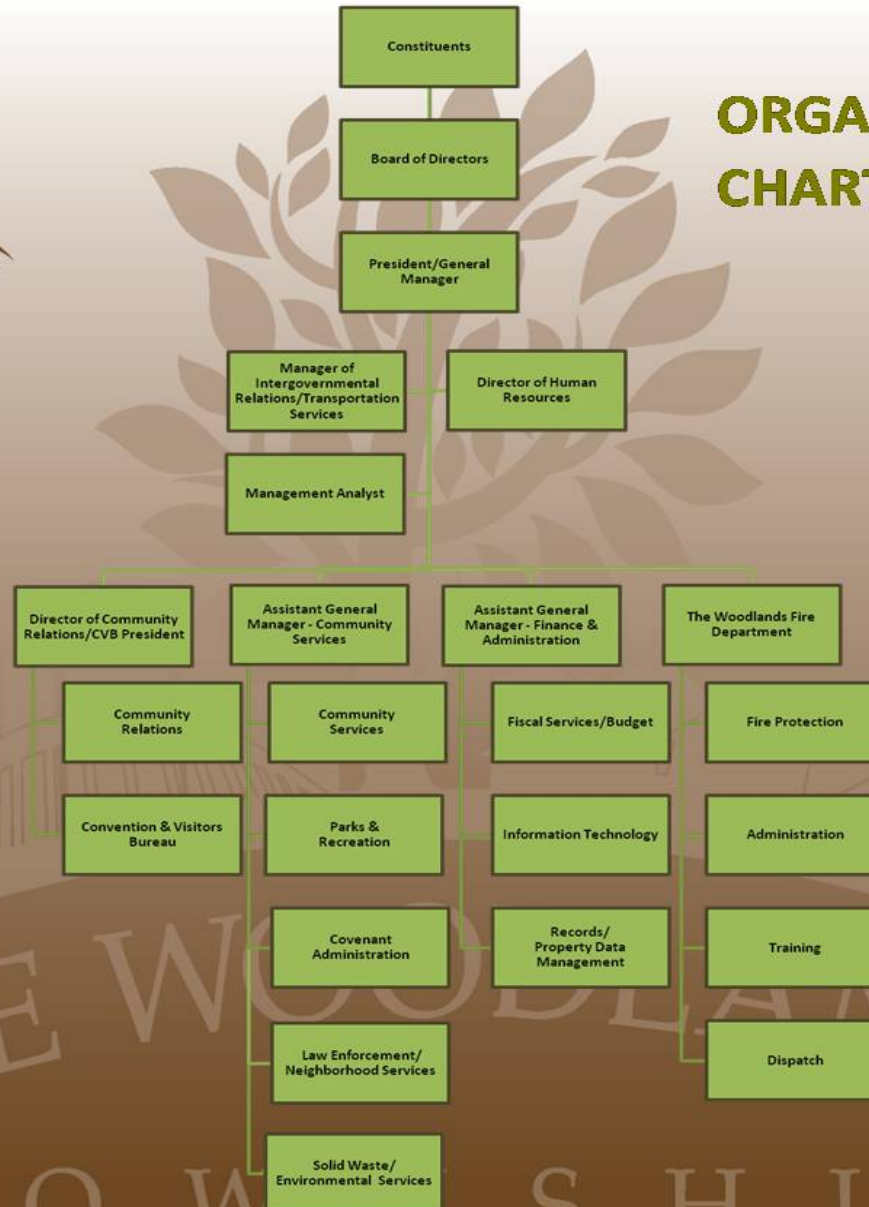 Constituents
ORGA
CHART
Board of Directors
President/General
Manager
Manager of
Intergovernmental
Relations/Transportation
Services
Director of Human
Resources
Management Analyst
Director of Community
Relations/CVB President
Assistant General
Manager - Community
Services
Assistant General
Manager - Finance &
Administration
The Woodlands Fire
Department
Community
Relations
Community
Services
Fiscal Services/Budget
Fire Protection
Convention & Visitors
Bureau
Parks &
Recreation
Information Technology
Administration
Covenant
Administration
Records/
Property Data
Management
Training
Law Enforcement/
Neighborhood Services
Dispatch
Solid Waste/
Environmental Services